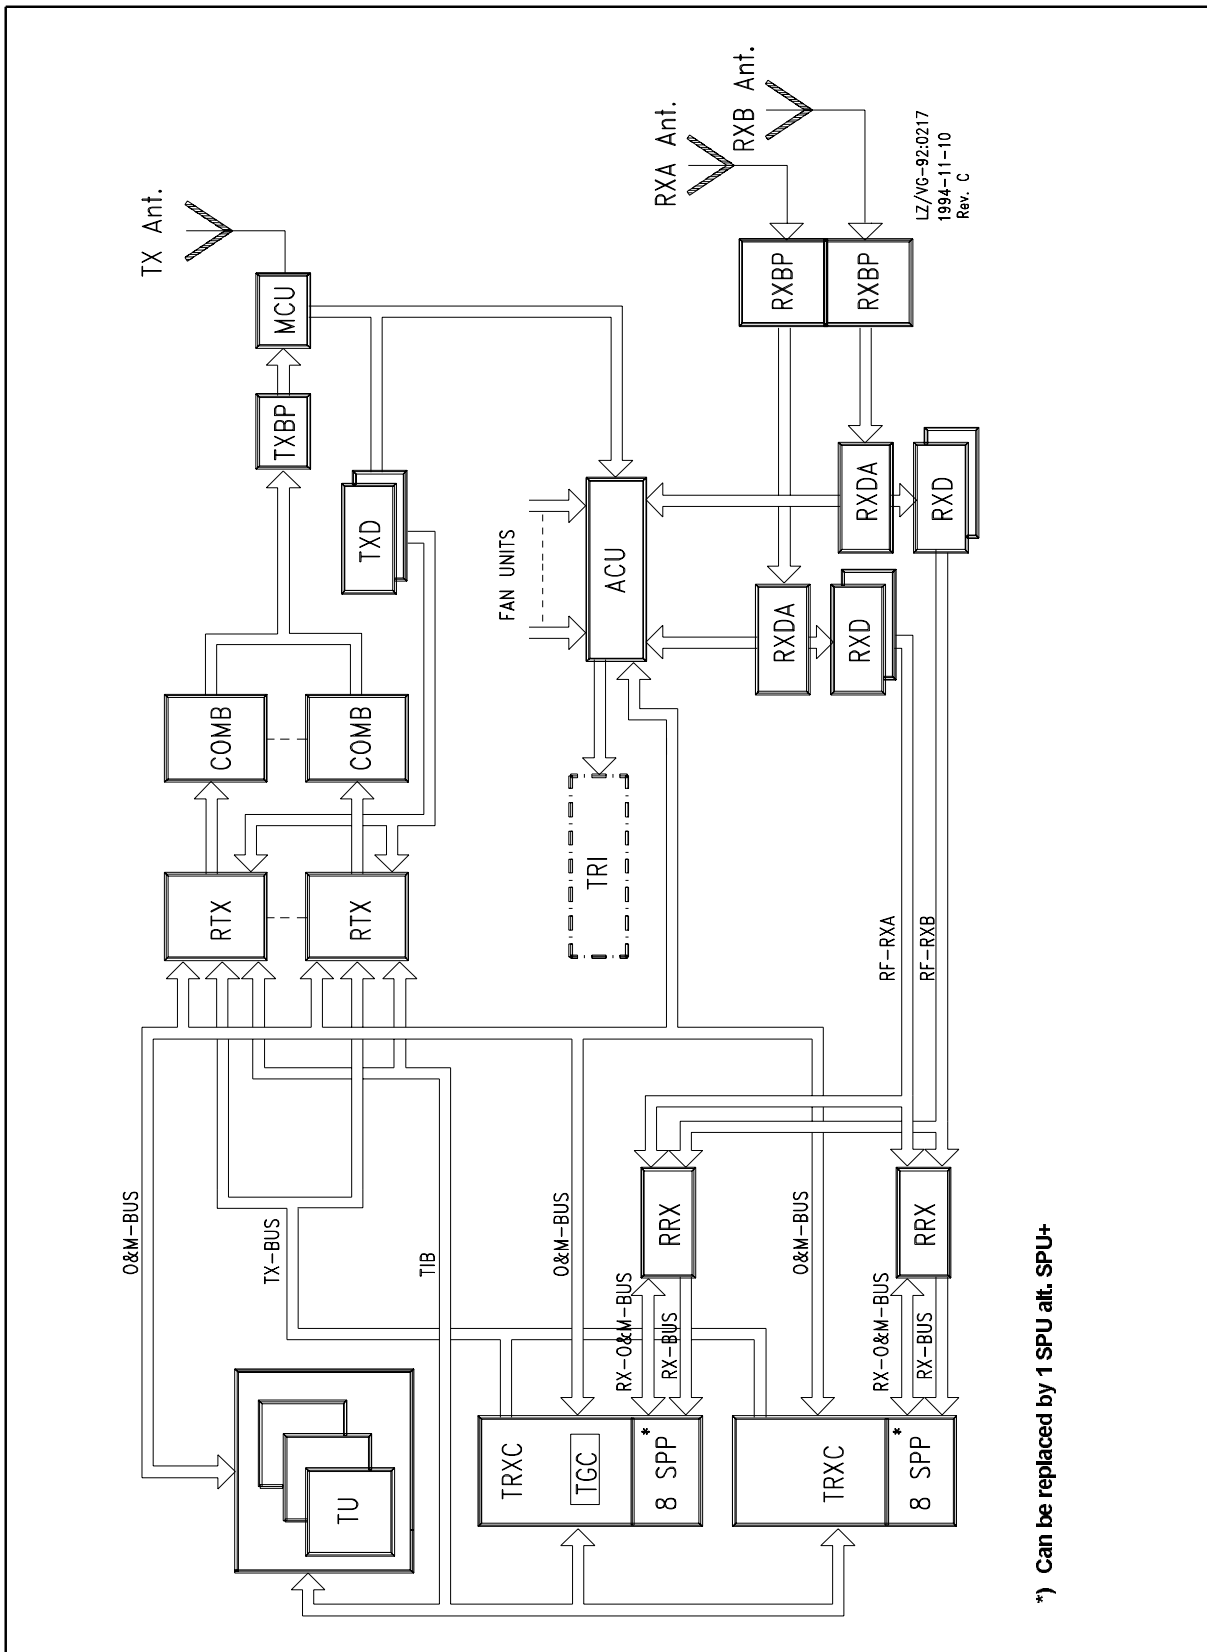 TX Ant.
RXA Ant.
RXB Ant.
MCU
TXBP
TXD
COMB
COMB
RTX
RTX
FAN UNITS
ACU
TRI
RXBP
RXBP
RXDA
RXD
RXDA
RXD
LZ/VG-92:0217
1994-11-10
Rev. C
RF-RXA
RF-RXB
O&M-BUS
TX-BUS
TIB
O&M-BUS
O&M-BUS
RRX
RRX
RX-O&M-BUS
RX-BUS
RX-O&M-BUS
RX-BUS
TU
TRXC
TGC
8 SPP
*
TRXC
8 SPP
*
*) Can be replaced by 1 SPU alt. SPU+